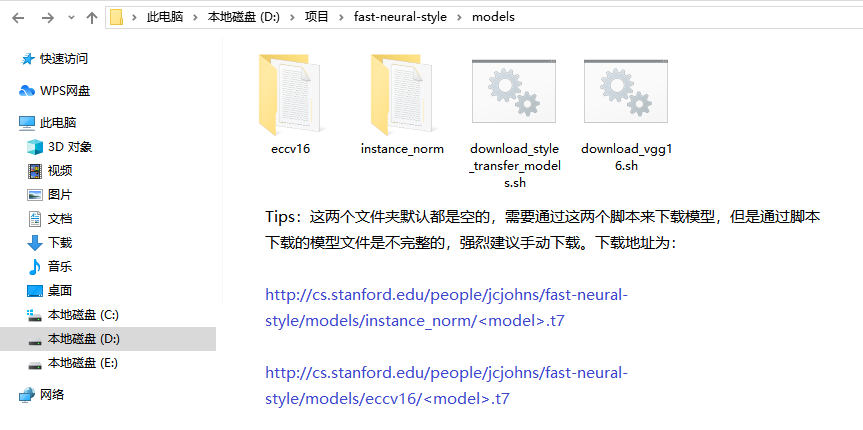 此电脑 > 本地磁盘 (D:) > 项目 > fast-neural-style > models
快速访问
WPS网盘
此电脑
3D 对象
视频
图片
文档
下载
音乐
桌面
本地磁盘 (C:)
本地磁盘 (D:)
本地磁盘 (E:)
网络
eccv16
instance_norm
download_style
_transfer_model
s.sh
download_vgg1
6.sh
Tips：这两个文件夹默认都是空的，需要通过这两个脚本来下载模型，但是通过脚本
下载的模型文件是不完整的，强烈建议手动下载。下载地址为：
http://cs.stanford.edu/people/jcjohns/fast-neural-
style/models/instance_norm/<model>.t7
http://cs.stanford.edu/people/jcjohns/fast-neural-
style/models/eccv16/<model>.t7